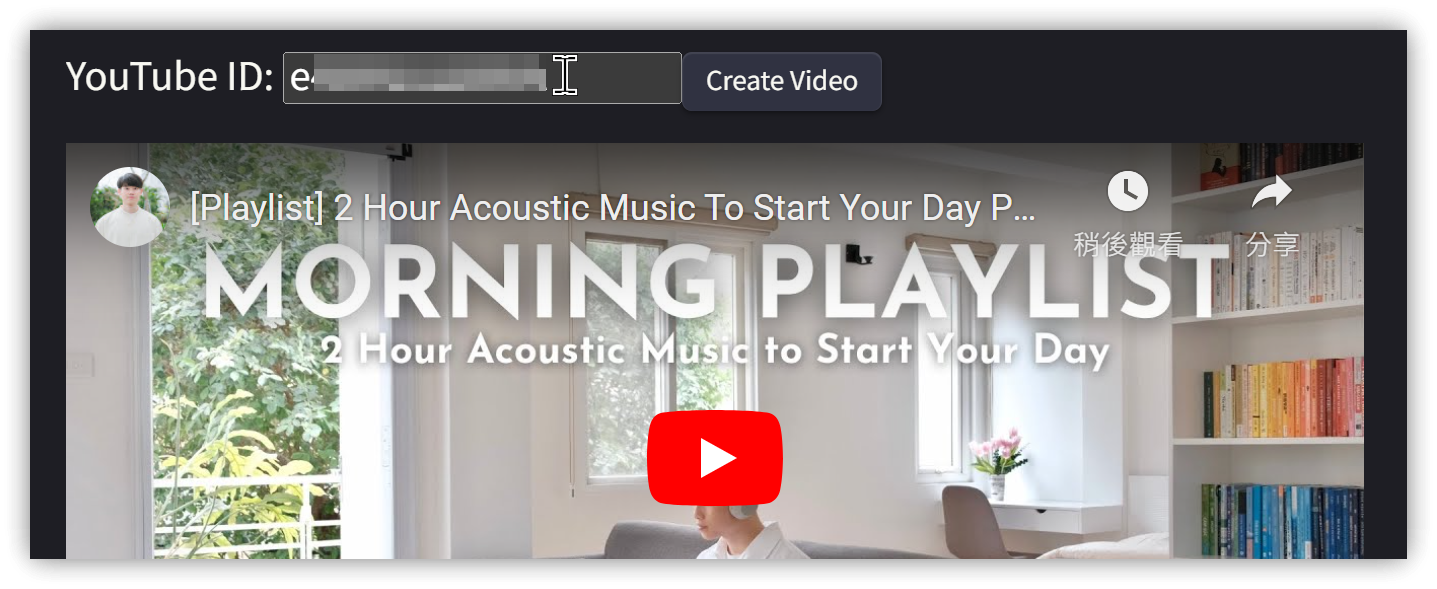 YouTube ID:
Create Video
[Playlist] 2 Hour Acoustic Music To Start Your Day P...
稍後觀看
分享
MORNING PLAYLIST
2 Hour Acoustic Music to Start Your Day